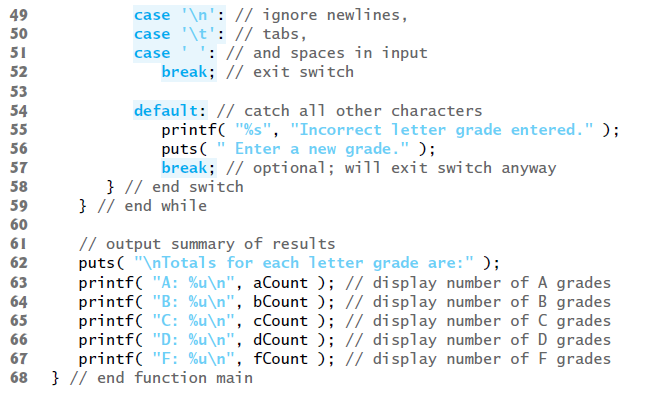 49 case '\n': // ignore newlines,
50 case '\t': // tabs,
51 case ' ': // and spaces in input
52 break; // exit switch
53
54 default: // catch all other characters
55 printf( "%s", "Incorrect letter grade entered." );
56 puts( " Enter a new grade." );
57 break; // optional; will exit switch anyway
58 } // end switch
59 } // end while
60
61 // output summary of results
62 puts( "\nTotals for each letter grade are:" );
63 printf( "A: %u\n", aCount ); // display number of A grades
64 printf( "B: %u\n", bCount ); // display number of B grades
65 printf( "C: %u\n", cCount ); // display number of C grades
66 printf( "D: %u\n", dCount ); // display number of D grades
67 printf( "F: %u\n", fCount ); // display number of F grades
68 } // end function main